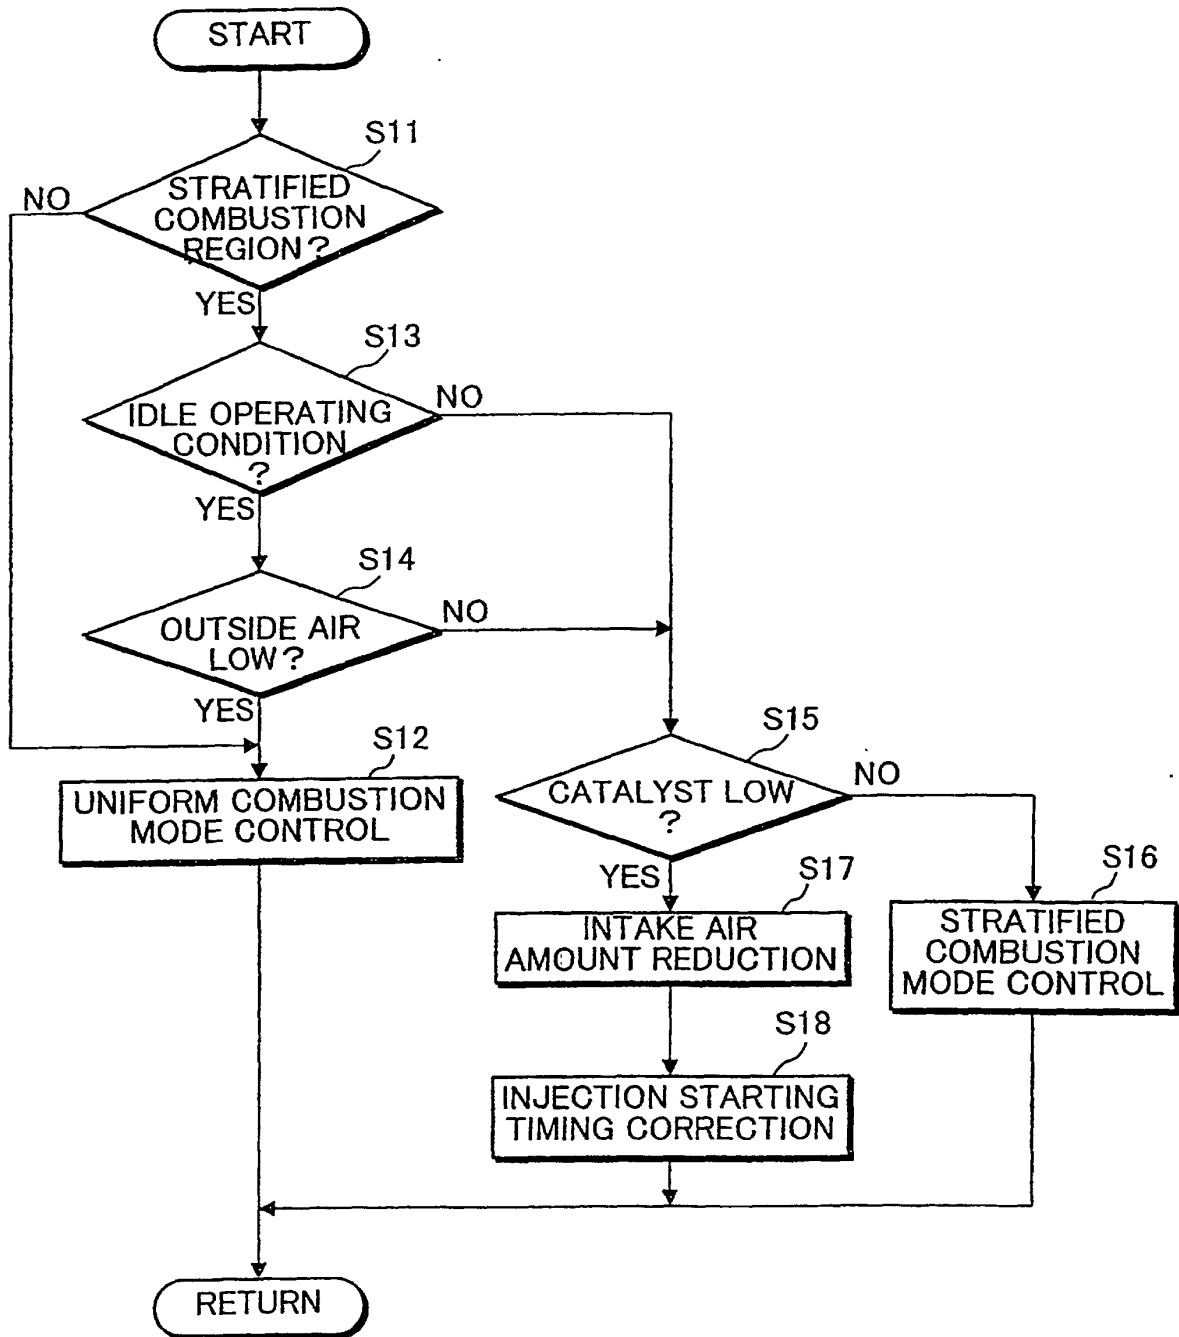 START
S11
STRATIFIED
COMBUSTION
REGION?
NO
YES
S13
IDLE OPERATING
CONDITION
?
NO
YES
S14
OUTSIDE AIR
LOW?
NO
YES
S12
UNIFORM COMBUSTION
MODE CONTROL
S15
CATALYST LOW
?
NO
YES
S17
INTAKE AIR
AMOUNT REDUCTION
S16
STRATIFIED
COMBUSTION
MODE CONTROL
S18
INJECTION STARTING
TIMING CORRECTION
RETURN